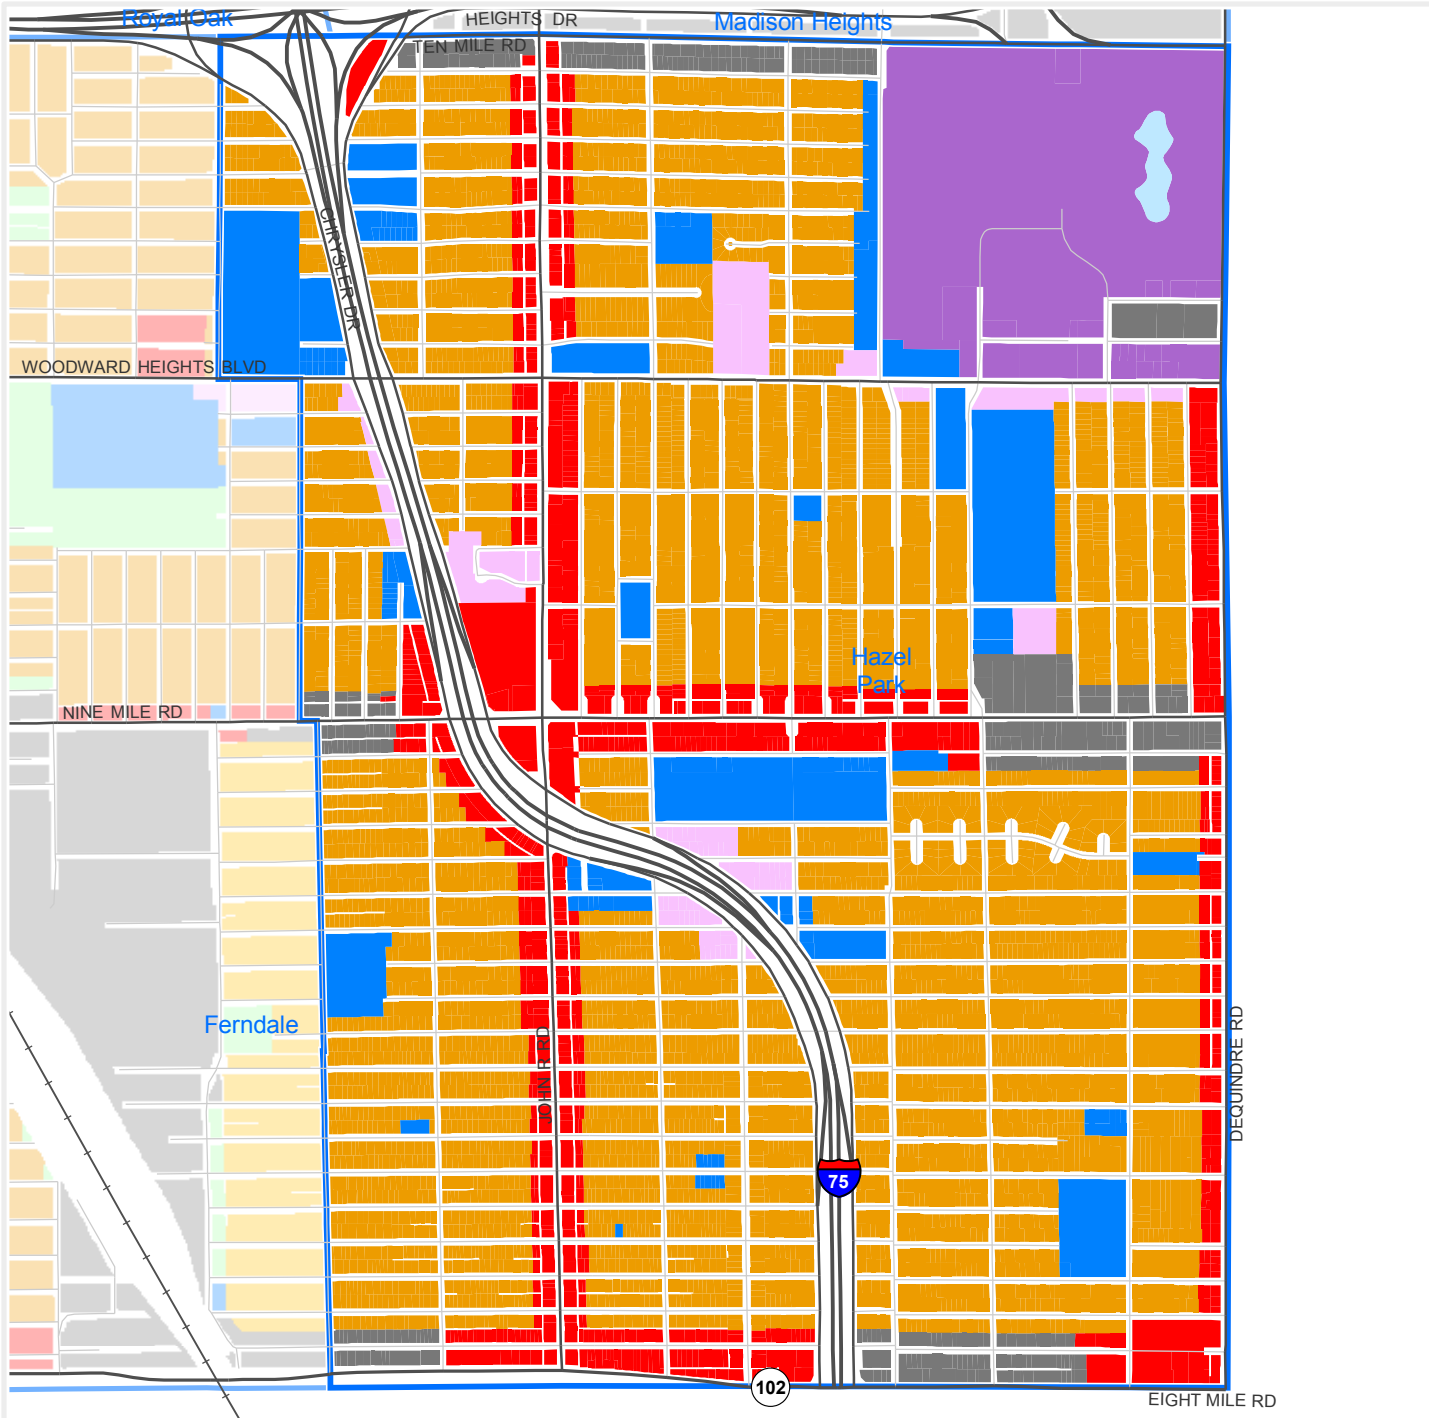 Royal Oak
HEIGHTS DR
Madison Heights
TEN MILE RD
CHRYSLER DR
WOODWARD HEIGHTS BLVD
Hazel
Park
NINE MILE RD
Ferndale
JOHN R RD
DEQUINDRE RD
75
102
EIGHT MILE RD